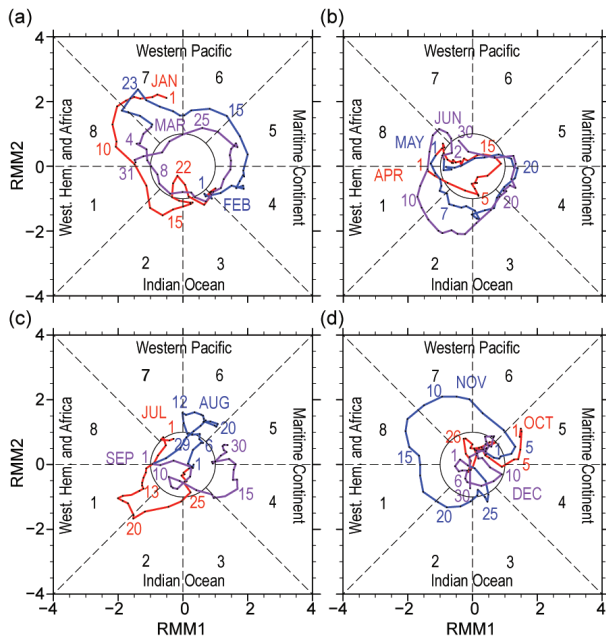 (a)
(b)
Western Pacific
Western Pacific
7 6
7 6
JAN
1
23
15
MAR
25
4
10
8
5
31
8
22
1
FEB
1
4
15
2
3
Indian Ocean
West. Hem. and Africa
Maritime Continent
RMM2
4
2
0
−2
−4
JUN
30
MAY
2
15
8
5
1
20
APR
5
10
7
20
1
4
2
3
Indian Ocean
West. Hem. and Africa
Maritime Continent
(c)
(d)
Western Pacific
Western Pacific
7 6
7 6
12
AUG
JUL
1
20
8
5
29
6
30
SEP
1
10
1
13
15
1
4
20
25
2
3
Indian Ocean
West. Hem. and Africa
Maritime Continent
RMM2
4
2
0
−2
−4
−4 −2 0 2 4
RMM1
NOV
10
OCT
1
8
26
5
5
15
1
5
6
10
30
DEC
1
4
20
25
2
3
Indian Ocean
West. Hem. and Africa
Maritime Continent
−4 −2 0 2 4
RMM1